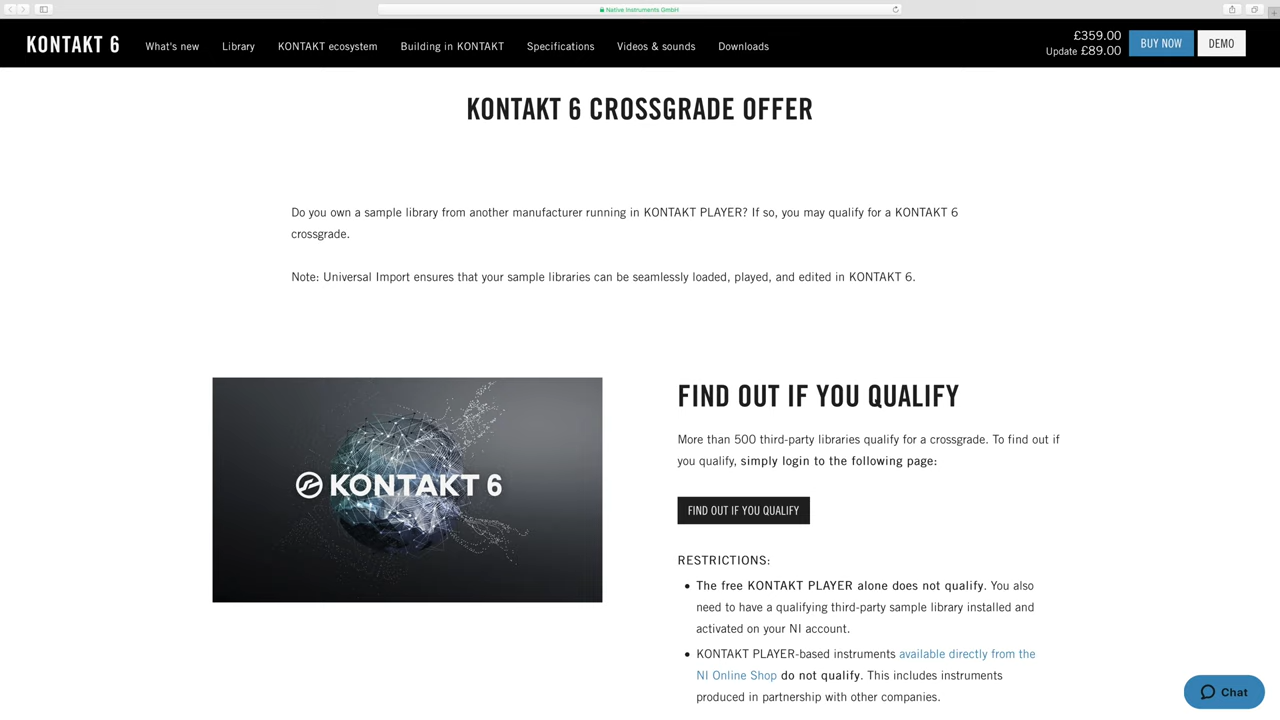 Native Instruments GmbH
KONTAKT 6
What's new
Library
KONTAKT ecosystem
Building in KONTAKT
Specifications
Videos & sounds
Downloads
£359.00
Update £89.00
BUY NOW
DEMO
KONTAKT 6 CROSSGRADE OFFER
Do you own a sample library from another manufacturer running in KONTAKT PLAYER? If so, you may qualify for a KONTAKT 6
crossgrade.
Note: Universal Import ensures that your sample libraries can be seamlessly loaded, played, and edited in KONTAKT 6.
KONTAKT 6
FIND OUT IF YOU QUALIFY
More than 500 third-party libraries qualify for a crossgrade. To find out if
you qualify, simply login to the following page:
FIND OUT IF YOU QUALIFY
RESTRICTIONS:
• The free KONTAKT PLAYER alone does not qualify. You also
need to have a qualifying third-party sample library installed and
activated on your NI account.
• KONTAKT PLAYER-based instruments available directly from the
NI Online Shop do not qualify. This includes instruments
produced in partnership with other companies.
Chat